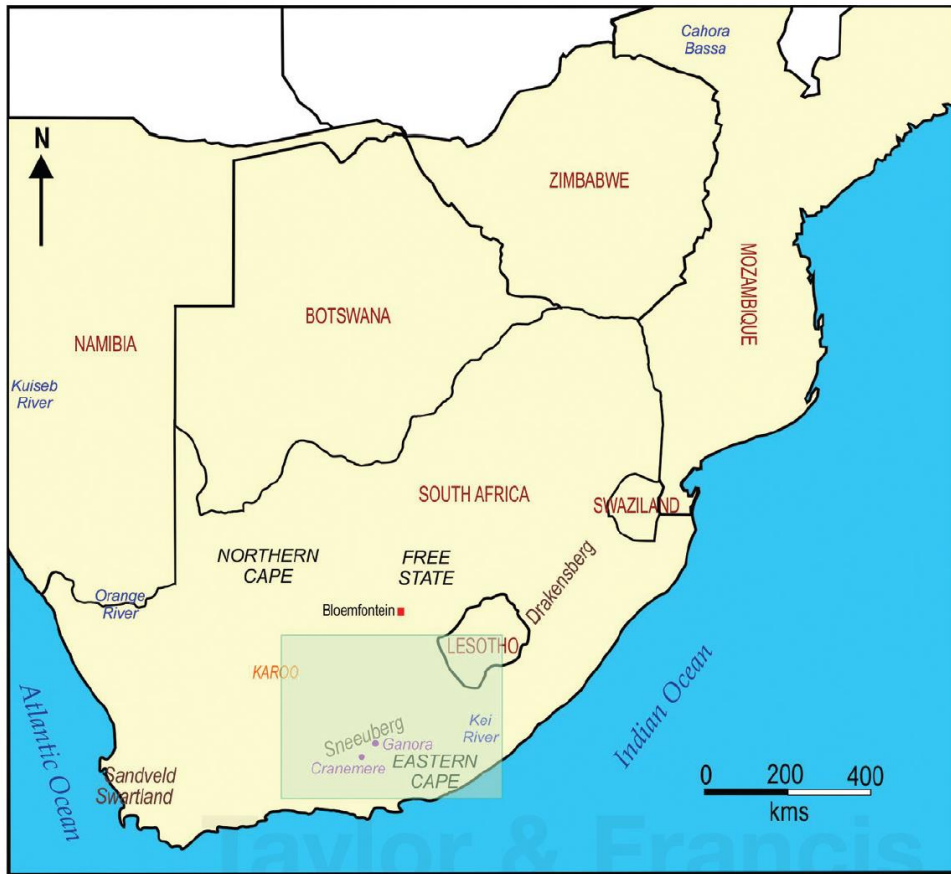 Cahora
Bassa
N
ZIMBABWE
MOZAMBIQUE
BOTSWANA
NAMIBIA
Kuiseb
River
SOUTH AFRICA
SWAZILAND
NORTHERN
CAPE
FREE
STATE
Drakensberg
Orange
River
Bloemfontein
LESOTHO
KAROO
Indian Ocean
Atlantic Ocean
Kei
River
Sneeuberg
Ganora
Cranemere
EASTERN
CAPE
Sandveld
Swartland
0 200 400
kms
Taylor & Francis